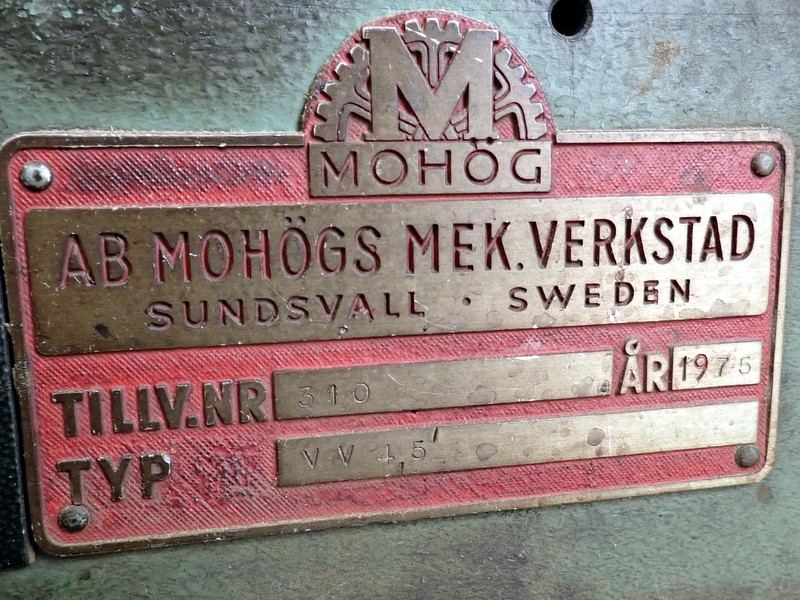 M
MOHÖG
AB MOHÖGS MEK. VERKSTAD
SUNDSVALL · SWEDEN
TILLV.NR 310 ÅR 1975
TYP VV 45